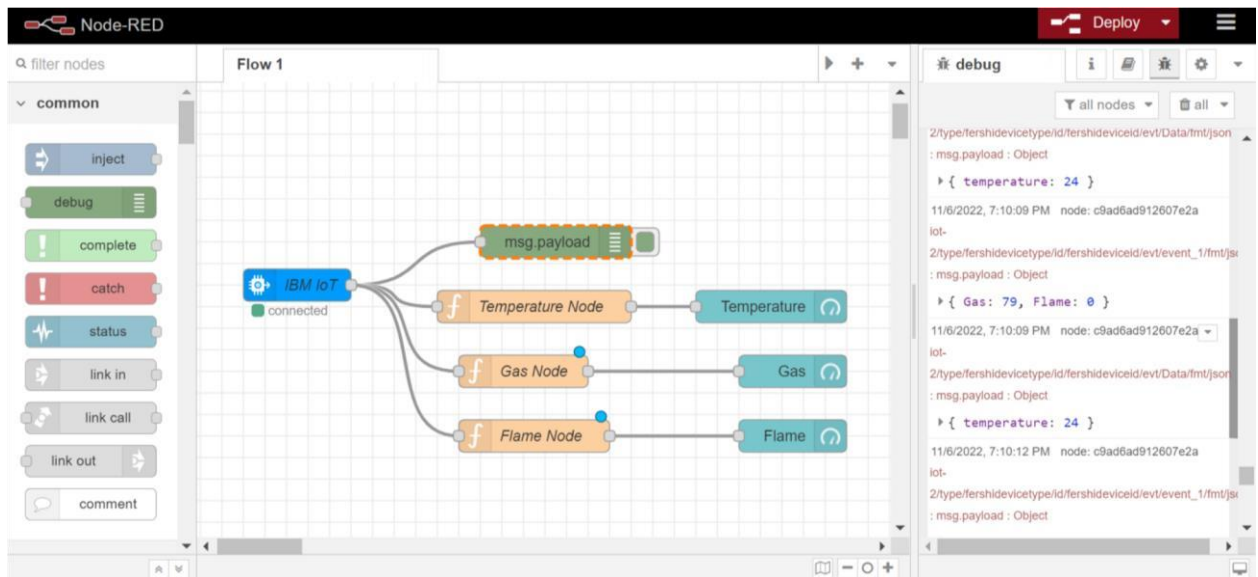 Node-RED
Deploy
filter nodes
common
inject
debug
complete
catch
status
link in
link call
link out
comment
Flow 1
msg.payload
IBM IoT
connected
Temperature Node
Temperature
Gas Node
Gas
Flame Node
Flame
debug
i
all nodes
all
2/type/fershidevicetype/id/fershideviceid/evt/Data/fmt/json
: msg.payload : Object
{ temperature: 24 }
11/6/2022, 7:10:09 PM node: c9ad6ad912607e2a
iot-
2/type/fershidevicetype/id/fershideviceid/evt/event_1/fmt/jso
: msg.payload : Object
{ Gas: 79, Flame: 0 }
11/6/2022, 7:10:09 PM node: c9ad6ad912607e2a
iot-
2/type/fershidevicetype/id/fershideviceid/evt/Data/fmt/json
: msg.payload : Object
{ temperature: 24 }
11/6/2022, 7:10:12 PM node: c9ad6ad912607e2a
iot-
2/type/fershidevicetype/id/fershideviceid/evt/event_1/fmt/jso
: msg.payload : Object